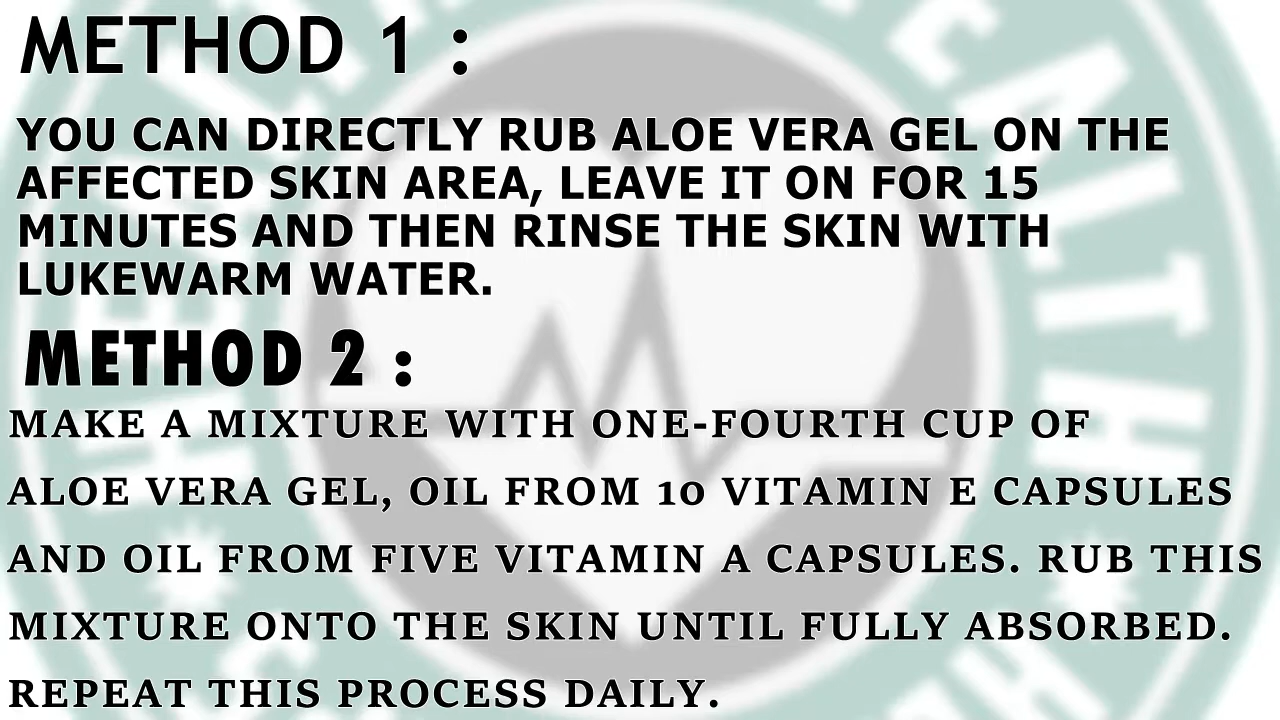 METHOD 1 :
YOU CAN DIRECTLY RUB ALOE VERA GEL ON THE
AFFECTED SKIN AREA, LEAVE IT ON FOR 15
MINUTES AND THEN RINSE THE SKIN WITH
LUKEWARM WATER.
METHOD 2 :
MAKE A MIXTURE WITH ONE-FOURTH CUP OF
ALOE VERA GEL, OIL FROM 10 VITAMIN E CAPSULES
AND OIL FROM FIVE VITAMIN A CAPSULES. RUB THIS
MIXTURE ONTO THE SKIN UNTIL FULLY ABSORBED.
REPEAT THIS PROCESS DAILY.